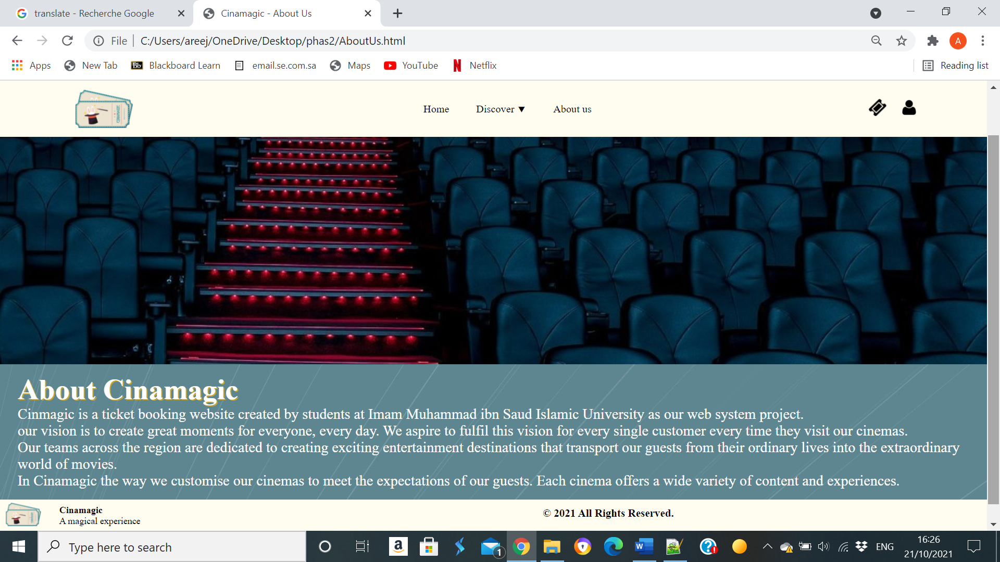 translate - Recherche Google
Cinamagic - About Us
File
C:/Users/areej/OneDrive/Desktop/phas2/AboutUs.html
A
Apps
New Tab
Bb
Blackboard Learn
email.se.com.sa
Maps
YouTube
Netflix
Reading list
Home
Discover ▼
About us
About Cinamagic
Cinmagic is a ticket booking website created by students at Imam Muhammad ibn Saud Islamic University as our web system project.
our vision is to create great moments for everyone, every day. We aspire to fulfil this vision for every single customer every time they visit our cinemas.
Our teams across the region are dedicated to creating exciting entertainment destinations that transport our guests from their ordinary lives into the extraordinary
world of movies.
In Cinamagic the way we customise our cinemas to meet the expectations of our guests. Each cinema offers a wide variety of content and experiences.
Cinamagic
A magical experience
© 2021 All Rights Reserved.
Type here to search
1
ENG
16:26
21/10/2021